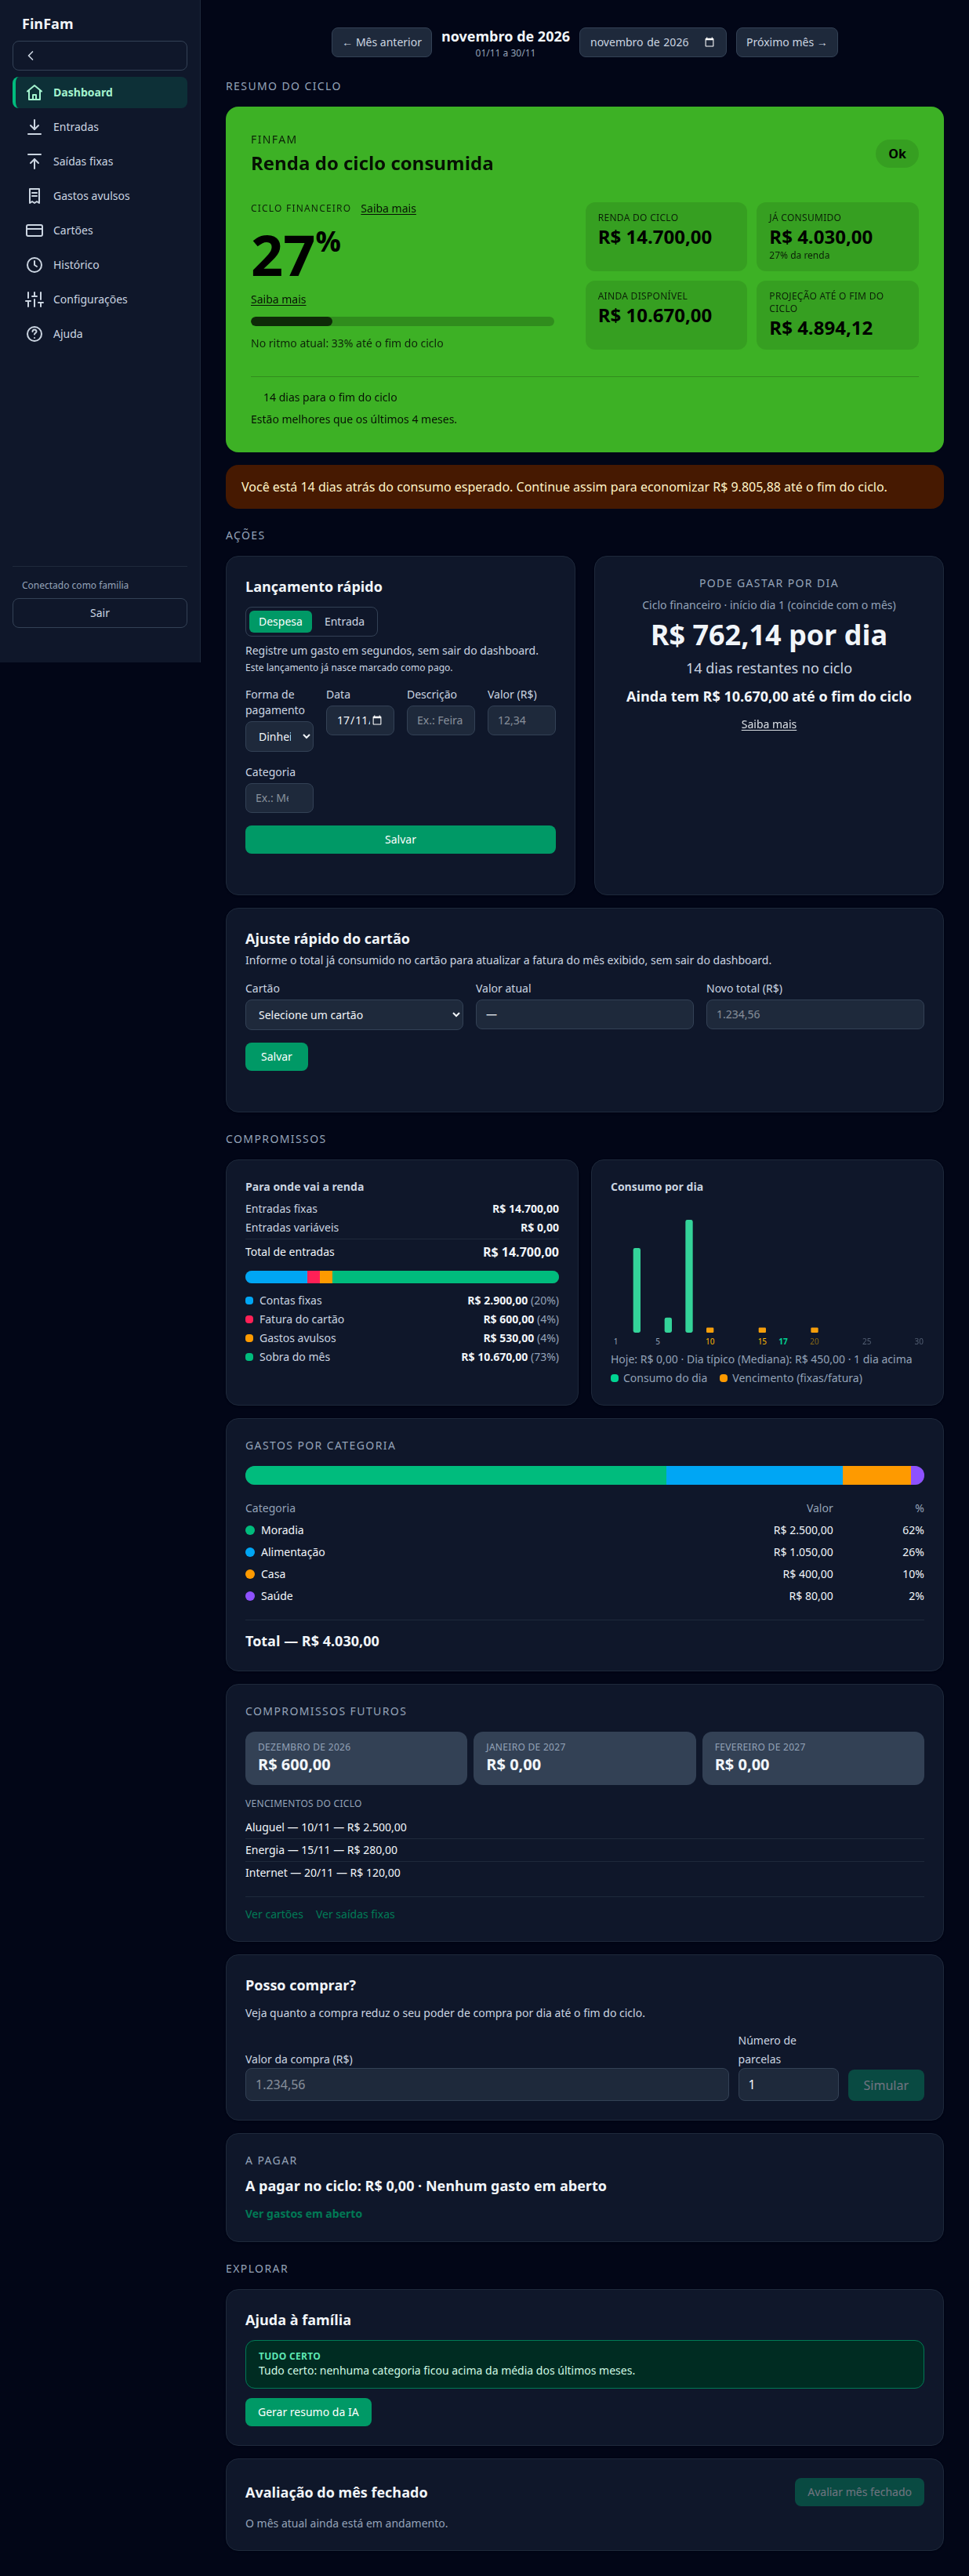 FinFam
Dashboard
Entradas
Saídas fixas
Gastos avulsos
Cartões
Histórico
Configurações
Ajuda
Conectado como familia
Sair
← Mês anterior
novembro de 2026
01/11 a 30/11
novembro de 2026
Próximo mês →
RESUMO DO CICLO
FINFAM
Renda do ciclo consumida
Ok
CICLO FINANCEIRO Saiba mais
27%
Saiba mais
No ritmo atual: 33% até o fim do ciclo
RENDA DO CICLO
R$ 14.700,00
JÁ CONSUMIDO
R$ 4.030,00
27% da renda
AINDA DISPONÍVEL
R$ 10.670,00
PROJEÇÃO ATÉ O FIM DO
CICLO
R$ 4.894,12
14 dias para o fim do ciclo
Estão melhores que os últimos 4 meses.
Você está 14 dias atrás do consumo esperado. Continue assim para economizar R$ 9.805,88 até o fim do ciclo.
AÇÕES
Lançamento rápido
Despesa Entrada
Registre um gasto em segundos, sem sair do dashboard.
Este lançamento já nasce marcado como pago.
Forma de
pagamento
Dinhei
Data
17/11/
Descrição
Ex.: Feira
Valor (R$)
12,34
Categoria
Ex.: Me
Salvar
PODE GASTAR POR DIA
Ciclo financeiro · início dia 1 (coincide com o mês)
R$ 762,14 por dia
14 dias restantes no ciclo
Ainda tem R$ 10.670,00 até o fim do ciclo
Saiba mais
Ajuste rápido do cartão
Informe o total já consumido no cartão para atualizar a fatura do mês exibido, sem sair do dashboard.
Cartão
Selecione um cartão
Valor atual
—
Novo total (R$)
1.234,56
Salvar
COMPROMISSOS
Para onde vai a renda
Entradas fixas R$ 14.700,00
Entradas variáveis R$ 0,00
Total de entradas R$ 14.700,00
Contas fixas R$ 2.900,00 (20%)
Fatura do cartão R$ 600,00 (4%)
Gastos avulsos R$ 530,00 (4%)
Sobra do mês R$ 10.670,00 (73%)
Consumo por dia
1 5 10 15 17 20 25 30
Hoje: R$ 0,00 · Dia típico (Mediana): R$ 450,00 · 1 dia acima
Consumo do dia Vencimento (fixas/fatura)
GASTOS POR CATEGORIA
Categoria Valor %
Moradia R$ 2.500,00 62%
Alimentação R$ 1.050,00 26%
Casa R$ 400,00 10%
Saúde R$ 80,00 2%
Total — R$ 4.030,00
COMPROMISSOS FUTUROS
DEZEMBRO DE 2026
R$ 600,00
JANEIRO DE 2027
R$ 0,00
FEVEREIRO DE 2027
R$ 0,00
VENCIMENTOS DO CICLO
Aluguel — 10/11 — R$ 2.500,00
Energia — 15/11 — R$ 280,00
Internet — 20/11 — R$ 120,00
Ver cartões Ver saídas fixas
Posso comprar?
Veja quanto a compra reduz o seu poder de compra por dia até o fim do ciclo.
Valor da compra (R$)
1.234,56
Número de
parcelas
1
Simular
A PAGAR
A pagar no ciclo: R$ 0,00 · Nenhum gasto em aberto
Ver gastos em aberto
EXPLORAR
Ajuda à família
TUDO CERTO
Tudo certo: nenhuma categoria ficou acima da média dos últimos meses.
Gerar resumo da IA
Avaliação do mês fechado
Avaliar mês fechado
O mês atual ainda está em andamento.